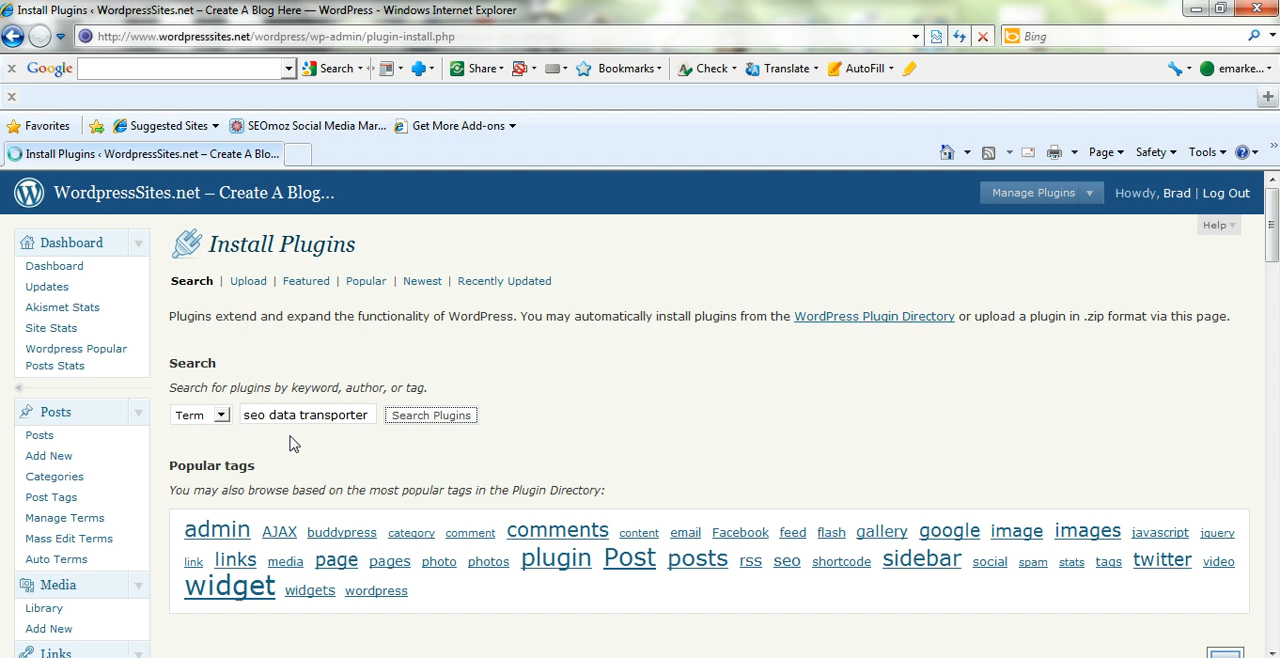 Install Plugins ‹ WordpressSites.net – Create A Blog Here — WordPress - Windows Internet Explorer
http://www.wordpresssites.net/wordpress/wp-admin/plugin-install.php
Bing
x Google Search Share Bookmarks Check Translate AutoFill emarke...
x
Favorites Suggested Sites SEOmoz Social Media Mar... Get More Add-ons
Install Plugins ‹ WordpressSites.net – Create A Blo... Page Safety Tools
WordpressSites.net – Create A Blog... Manage Plugins Howdy, Brad | Log Out
Help
Dashboard
Dashboard
Updates
Akismet Stats
Site Stats
Wordpress Popular
Posts Stats
Posts
Posts
Add New
Categories
Post Tags
Manage Terms
Mass Edit Terms
Auto Terms
Media
Library
Add New
Links
Install Plugins
Search | Upload | Featured | Popular | Newest | Recently Updated
Plugins extend and expand the functionality of WordPress. You may automatically install plugins from the WordPress Plugin Directory or upload a plugin in .zip format via this page.
Search
Search for plugins by keyword, author, or tag.
Term seo data transporter Search Plugins
Popular tags
You may also browse based on the most popular tags in the Plugin Directory:
admin AJAX buddypress category comment comments content email Facebook feed flash gallery google image images javascript jquery
link links media page pages photo photos plugin Post posts RSS seo shortcode sidebar social spam stats tags twitter video
widget widgets wordpress